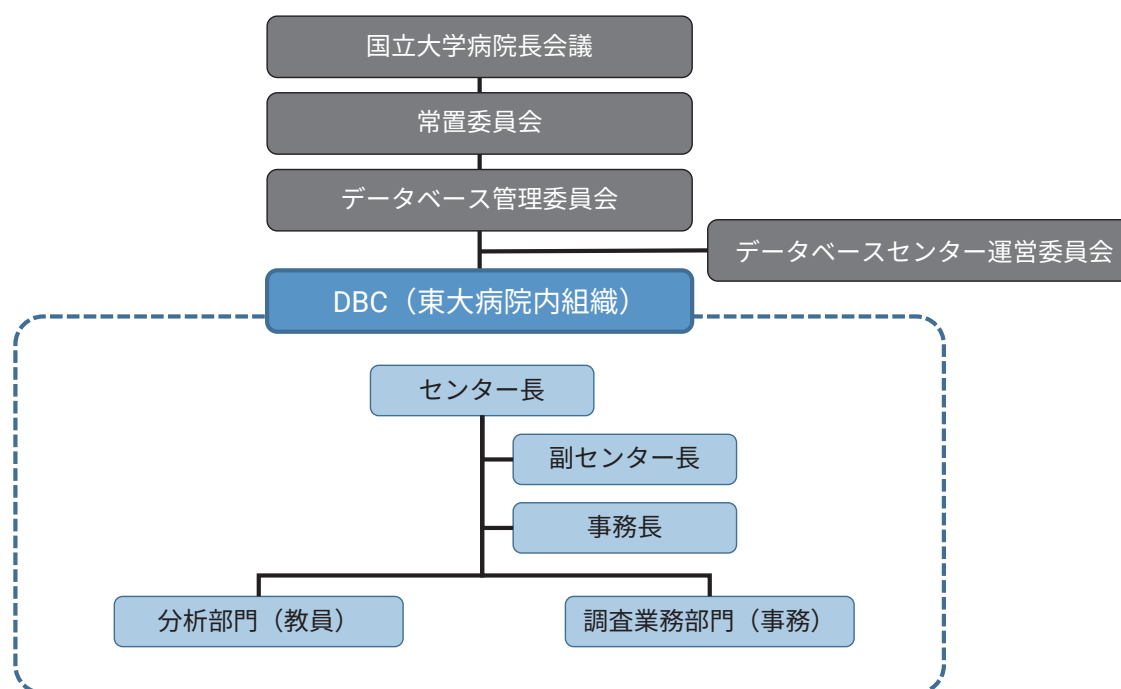 国立大学病院長会議
常置委員会
データベース管理委員会
データベースセンター運営委員会
DBC（東大病院内組織）
センター長
副センター長
事務長
分析部門（教員）
調査業務部門（事務）